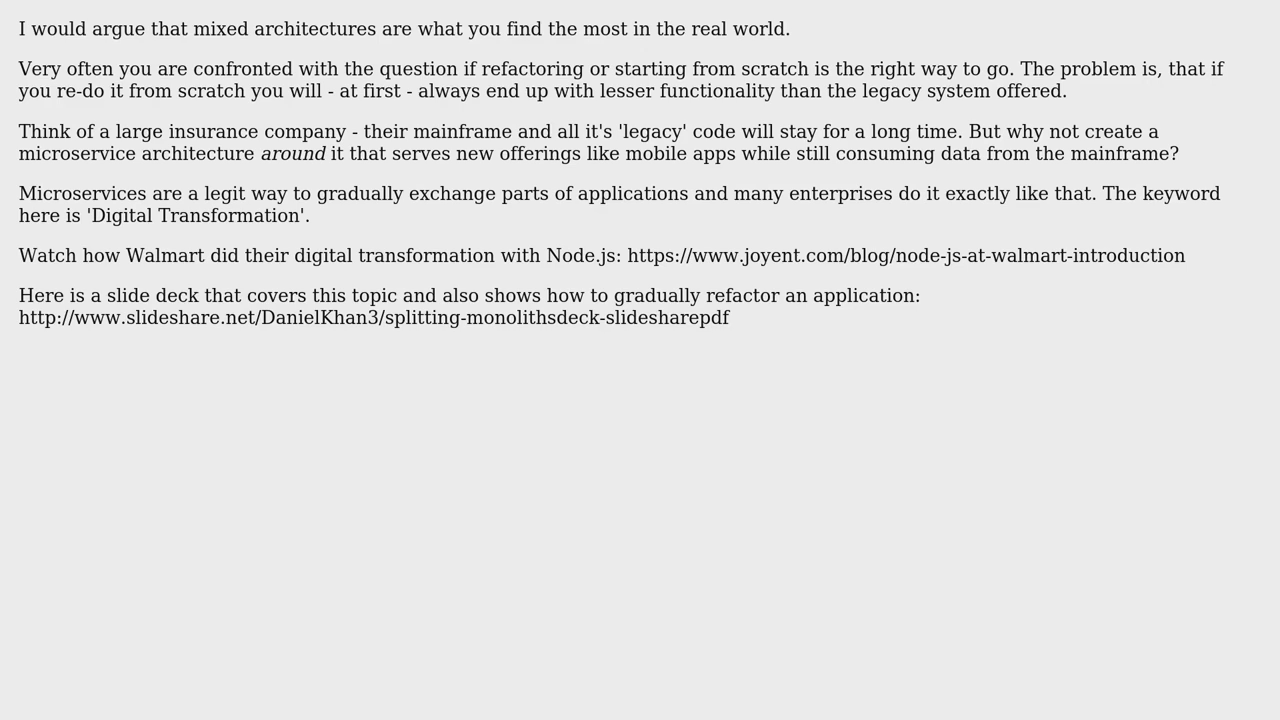 I would argue that mixed architectures are what you find the most in the real world.
Very often you are confronted with the question if refactoring or starting from scratch is the right way to go. The problem is, that if
you re-do it from scratch you will - at first - always end up with lesser functionality than the legacy system offered.
Think of a large insurance company - their mainframe and all it's 'legacy' code will stay for a long time. But why not create a
microservice architecture around it that serves new offerings like mobile apps while still consuming data from the mainframe?
Microservices are a legit way to gradually exchange parts of applications and many enterprises do it exactly like that. The keyword
here is 'Digital Transformation'.
Watch how Walmart did their digital transformation with Node.js: https://www.joyent.com/blog/node-js-at-walmart-introduction
Here is a slide deck that covers this topic and also shows how to gradually refactor an application:
http://www.slideshare.net/DanielKhan3/splitting-monolithsdeck-slidesharepdf